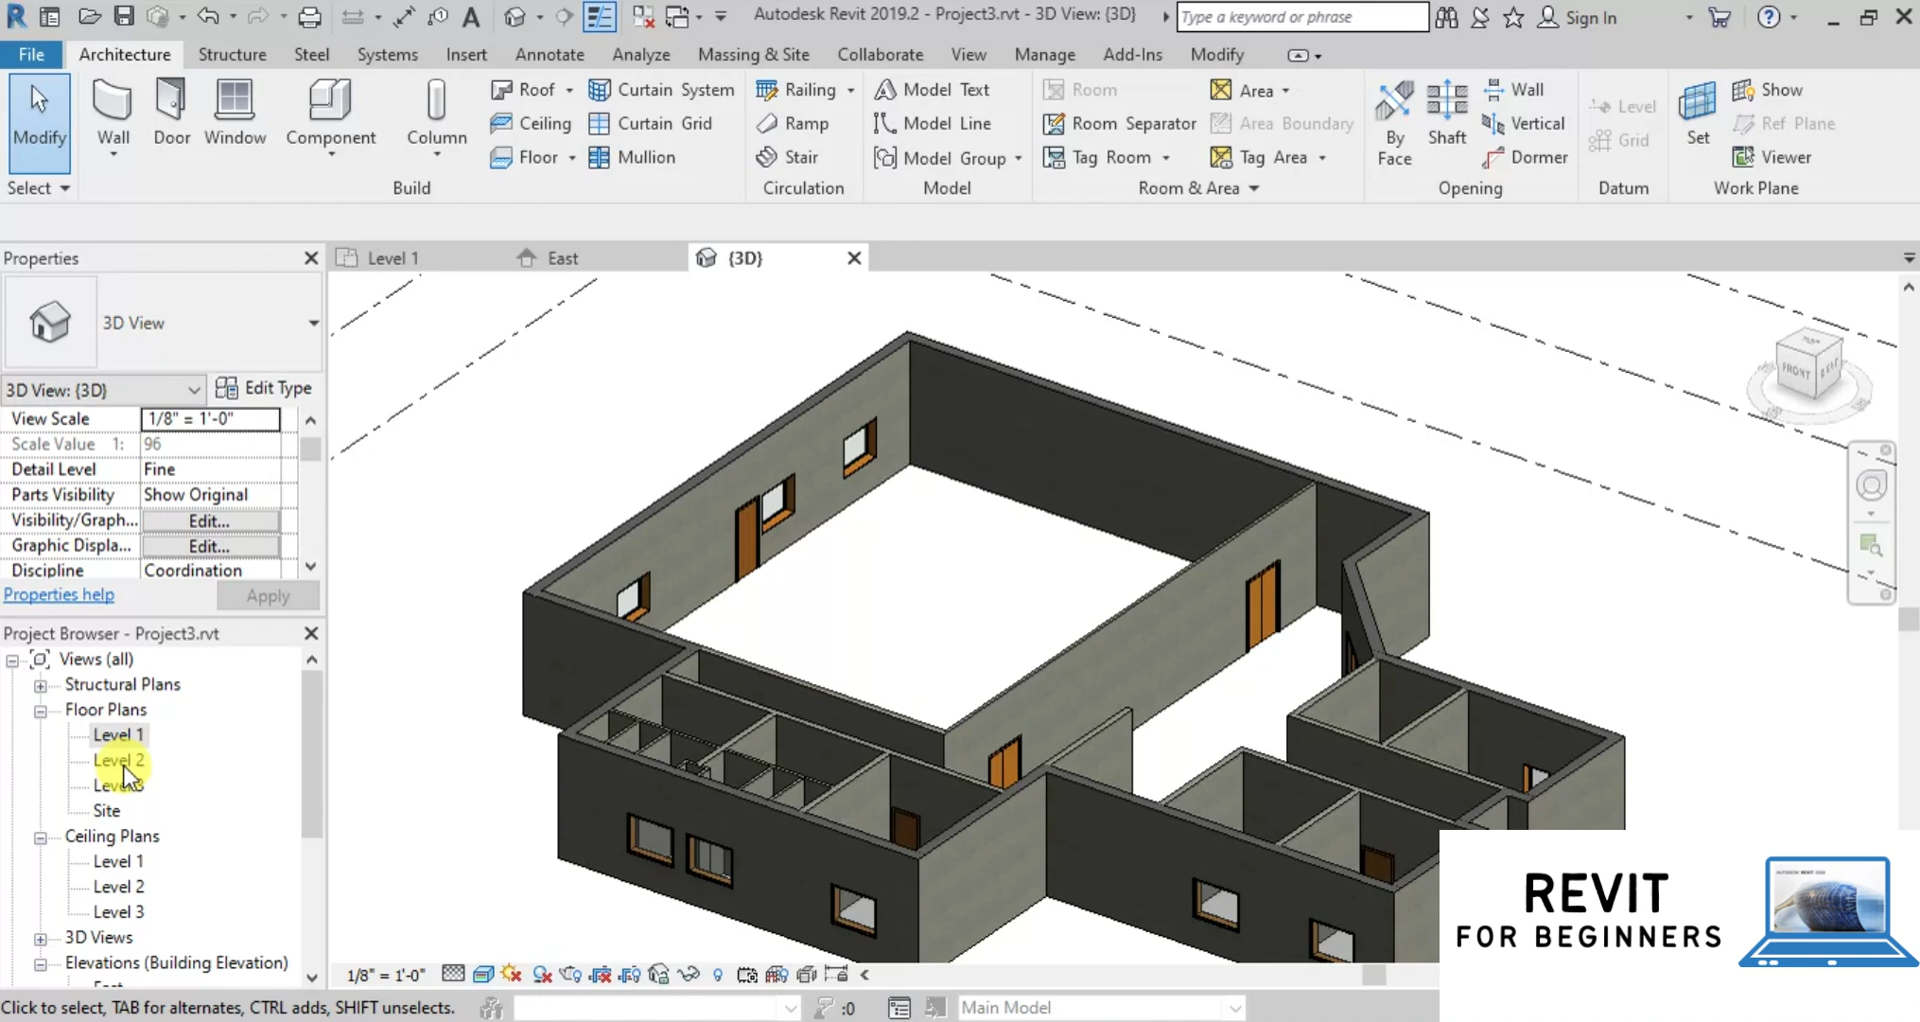 Autodesk Revit 2019.2 - Project3.rvt - 3D View: {3D}
Type a keyword or phrase
Sign In
File Architecture Structure Steel Systems Insert Annotate Analyze Massing & Site Collaborate View Manage Add-Ins Modify
Modify
Wall
Door
Window
Component
Column
Roof
Ceiling
Floor
Curtain System
Curtain Grid
Mullion
Railing
Ramp
Stair
Model Text
Model Line
Model Group
Room
Room Separator
Tag Room
Area
Area Boundary
Tag Area
By
Face
Shaft
Wall
Vertical
Dormer
Level
Grid
Set
Show
Ref Plane
Viewer
Select
Build
Circulation
Model
Room & Area
Opening
Datum
Work Plane
Properties
Level 1
East
{3D}
3D View
3D View: {3D}
Edit Type
View Scale 1/8" = 1'-0"
Scale Value 1: 96
Detail Level Fine
Parts Visibility Show Original
Visibility/Graph... Edit...
Graphic Displa... Edit...
Discipline Coordination
Properties help
Apply
Project Browser - Project3.rvt
Views (all)
Structural Plans
Floor Plans
Level 1
Level 2
Level 3
Site
Ceiling Plans
Level 1
Level 2
Level 3
3D Views
Elevations (Building Elevation)
FRONT
1/8" = 1'-0"
Click to select, TAB for alternates, CTRL adds, SHIFT unselects.
:0
Main Model
REVIT
FOR BEGINNERS